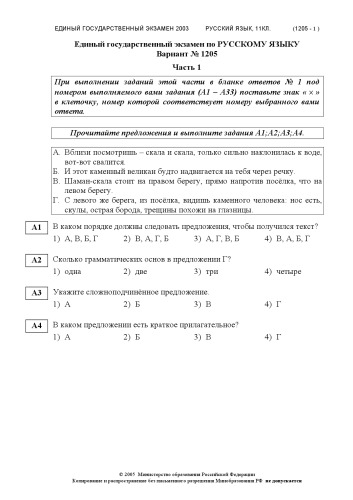 ЕДИНЫЙ ГОСУДАРСТВЕННЫЙ ЭКЗАМЕН 2003 РУССКИЙ ЯЗЫК, 11КЛ. (1205 - 1 )
Единый государственный экзамен по РУССКОМУ ЯЗЫКУ
Вариант № 1205
Часть 1
При выполнении заданий этой части в бланке ответов № 1 под
номером выполняемого вами задания (А1 – А33) поставьте знак « × »
в клеточку, номер которой соответствует номеру выбранного вами
ответа.
Прочитайте предложения и выполните задания А1;А2;А3;А4.
А. Вблизи посмотришь – скала и скала, только сильно наклонилась к воде,
вот-вот свалится.
Б. И этот каменный великан будто надвигается на тебя через речку.
В. Шаман-скала стоит на правом берегу, прямо напротив посёлка, что на
левом берегу.
Г. С левого же берега, из посёлка, видишь каменного человека: нос есть,
скулы, острая борода, трещины похожи на глазницы.
А1 В каком порядке должны следовать предложения, чтобы получился текст?
1) А, В, Б, Г 2) В, А, Г, Б 3) А, Г, В, Б 4) В, А, Б, Г
А2 Сколько грамматических основ в предложении Г?
1) одна 2) две 3) три 4) четыре
А3 Укажите сложноподчинённое предложение.
1) А 2) Б 3) В 4) Г
А4 В каком предложении есть краткое прилагательное?
1) А 2) Б 3) В 4) Г
© 2005 Министерство образования Российской Федерации
Копирование и распространение без письменного разрешения Минобразования РФ не допускается